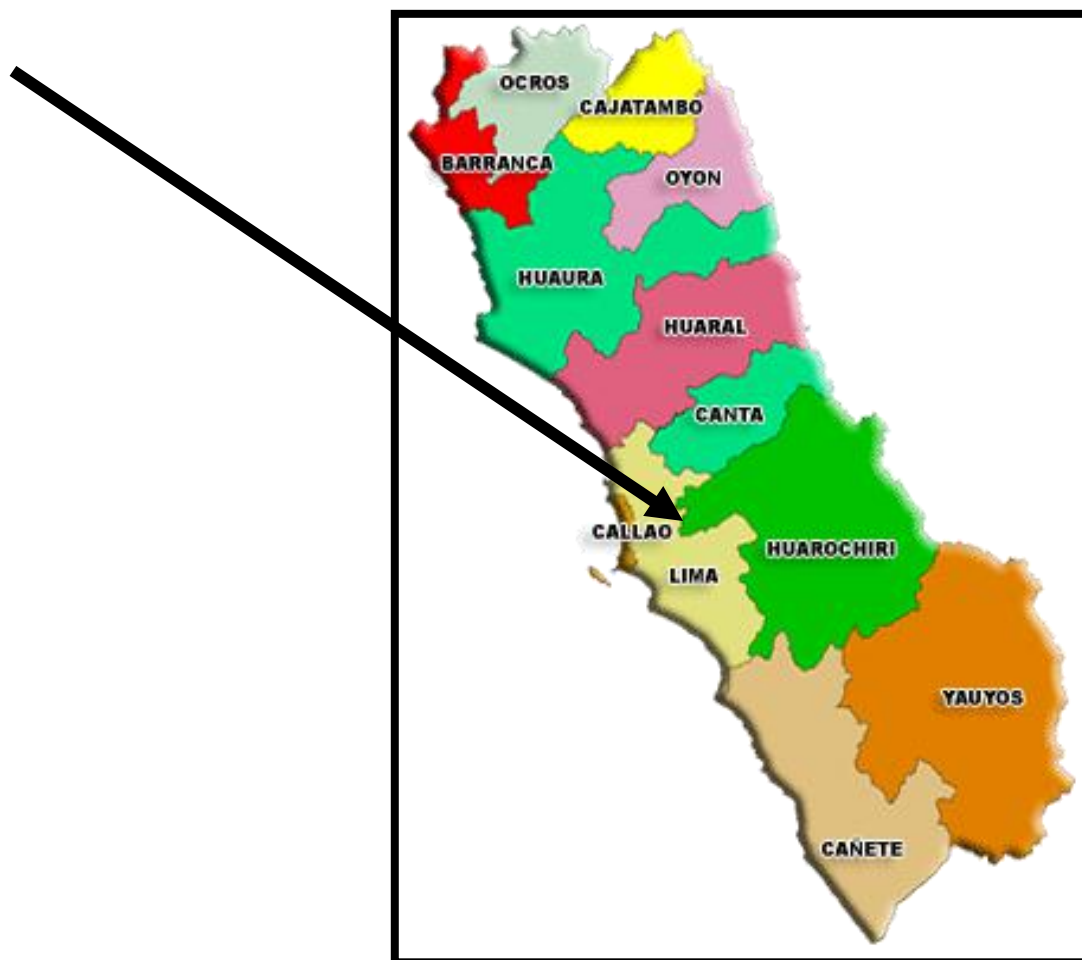 OCROS
CAJATAMBO
BARRANCA
OYON
HUAURA
HUARAL
CANTA
CALLAO
HUAROCHIRI
LIMA
YAUYOS
CAÑETE